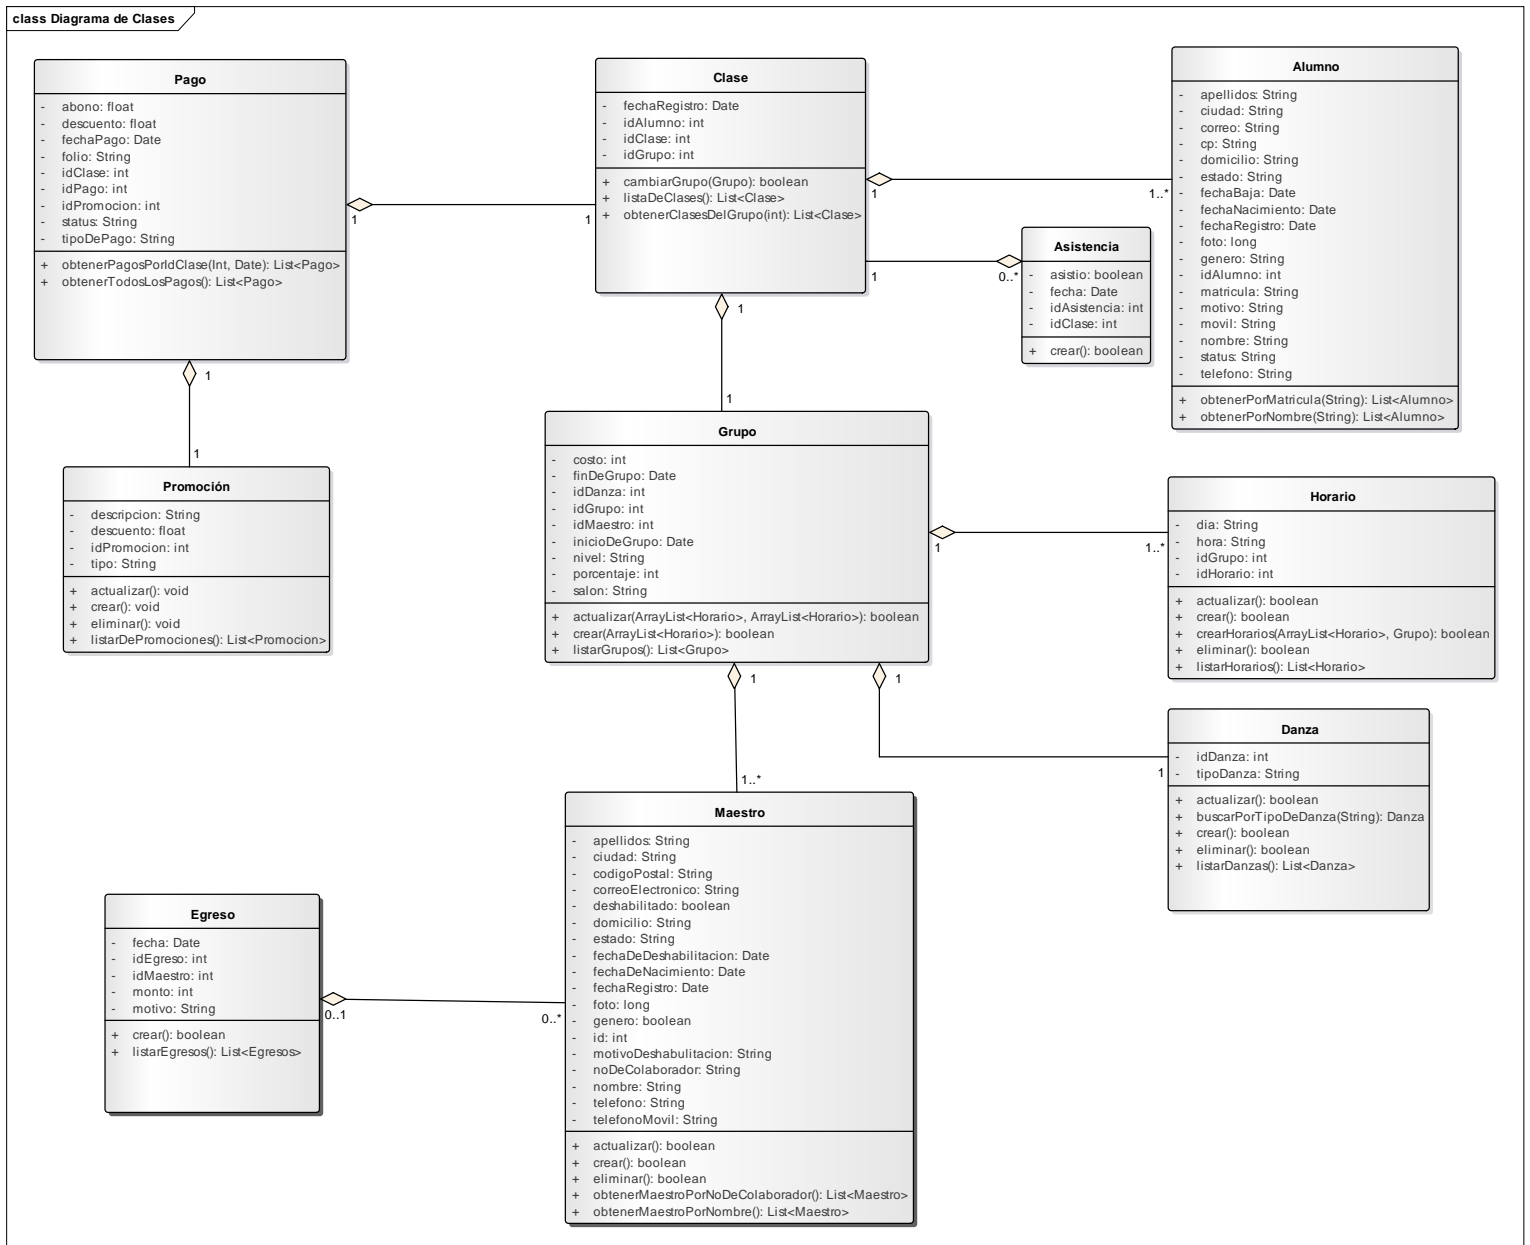 class Diagrama de Clases
Pago
- abono: float
- descuento: float
- fechaPago: Date
- folio: String
- idClase: int
- idPago: int
- idPromocion: int
- status: String
- tipoDePago: String
+ obtenerPagosPorIdClase(Int, Date): List<Pago>
+ obtenerTodosLosPagos(): List<Pago>
1
1
Clase
- fechaRegistro: Date
- idAlumno: int
- idClase: int
- idGrupo: int
+ cambiarGrupo(Grupo): boolean
+ listaDeClases(): List<Clase>
+ obtenerClasesDelGrupo(int): List<Clase>
1
1..*
1
0..*
Alumno
- apellidos: String
- ciudad: String
- correo: String
- cp: String
- domicilio: String
- estado: String
- fechaBaja: Date
- fechaNacimiento: Date
- fechaRegistro: Date
- foto: long
- genero: String
- idAlumno: int
- matricula: String
- motivo: String
- movil: String
- nombre: String
- status: String
- telefono: String
+ obtenerPorMatricula(String): List<Alumno>
+ obtenerPorNombre(String): List<Alumno>
Asistencia
- asistio: boolean
- fecha: Date
- idAsistencia: int
- idClase: int
+ crear(): boolean
1
1
1
1
Promoción
- descripcion: String
- descuento: float
- idPromocion: int
- tipo: String
+ actualizar(): void
+ crear(): void
+ eliminar(): void
+ listarDePromociones(): List<Promocion>
Grupo
- costo: int
- finDeGrupo: Date
- idDanza: int
- idGrupo: int
- idMaestro: int
- inicioDeGrupo: Date
- nivel: String
- porcentaje: int
- salon: String
+ actualizar(ArrayList<Horario>, ArrayList<Horario>): boolean
+ crear(ArrayList<Horario>): boolean
+ listarGrupos(): List<Grupo>
1
1..*
Horario
- dia: String
- hora: String
- idGrupo: int
- idHorario: int
+ actualizar(): boolean
+ crear(): boolean
+ crearHorarios(ArrayList<Horario>, Grupo): boolean
+ eliminar(): boolean
+ listarHorarios(): List<Horario>
1
1
1..*
1
Danza
- idDanza: int
- tipoDanza: String
+ actualizar(): boolean
+ buscarPorTipoDeDanza(String): Danza
+ crear(): boolean
+ eliminar(): boolean
+ listarDanzas(): List<Danza>
Maestro
- apellidos: String
- ciudad: String
- codigoPostal: String
- correoElectronico: String
- deshabilitado: boolean
- domicilio: String
- estado: String
- fechaDeDeshabilitacion: Date
- fechaDeNacimiento: Date
- fechaRegistro: Date
- foto: long
- genero: boolean
- id: int
- motivoDeshabulitacion: String
- noDeColaborador: String
- nombre: String
- telefono: String
- telefonoMovil: String
+ actualizar(): boolean
+ crear(): boolean
+ eliminar(): boolean
+ obtenerMaestroPorNoDeColaborador(): List<Maestro>
+ obtenerMaestroPorNombre(): List<Maestro>
Egreso
- fecha: Date
- idEgreso: int
- idMaestro: int
- monto: int
- motivo: String
+ crear(): boolean
+ listarEgresos(): List<Egresos>
0..1
0..*